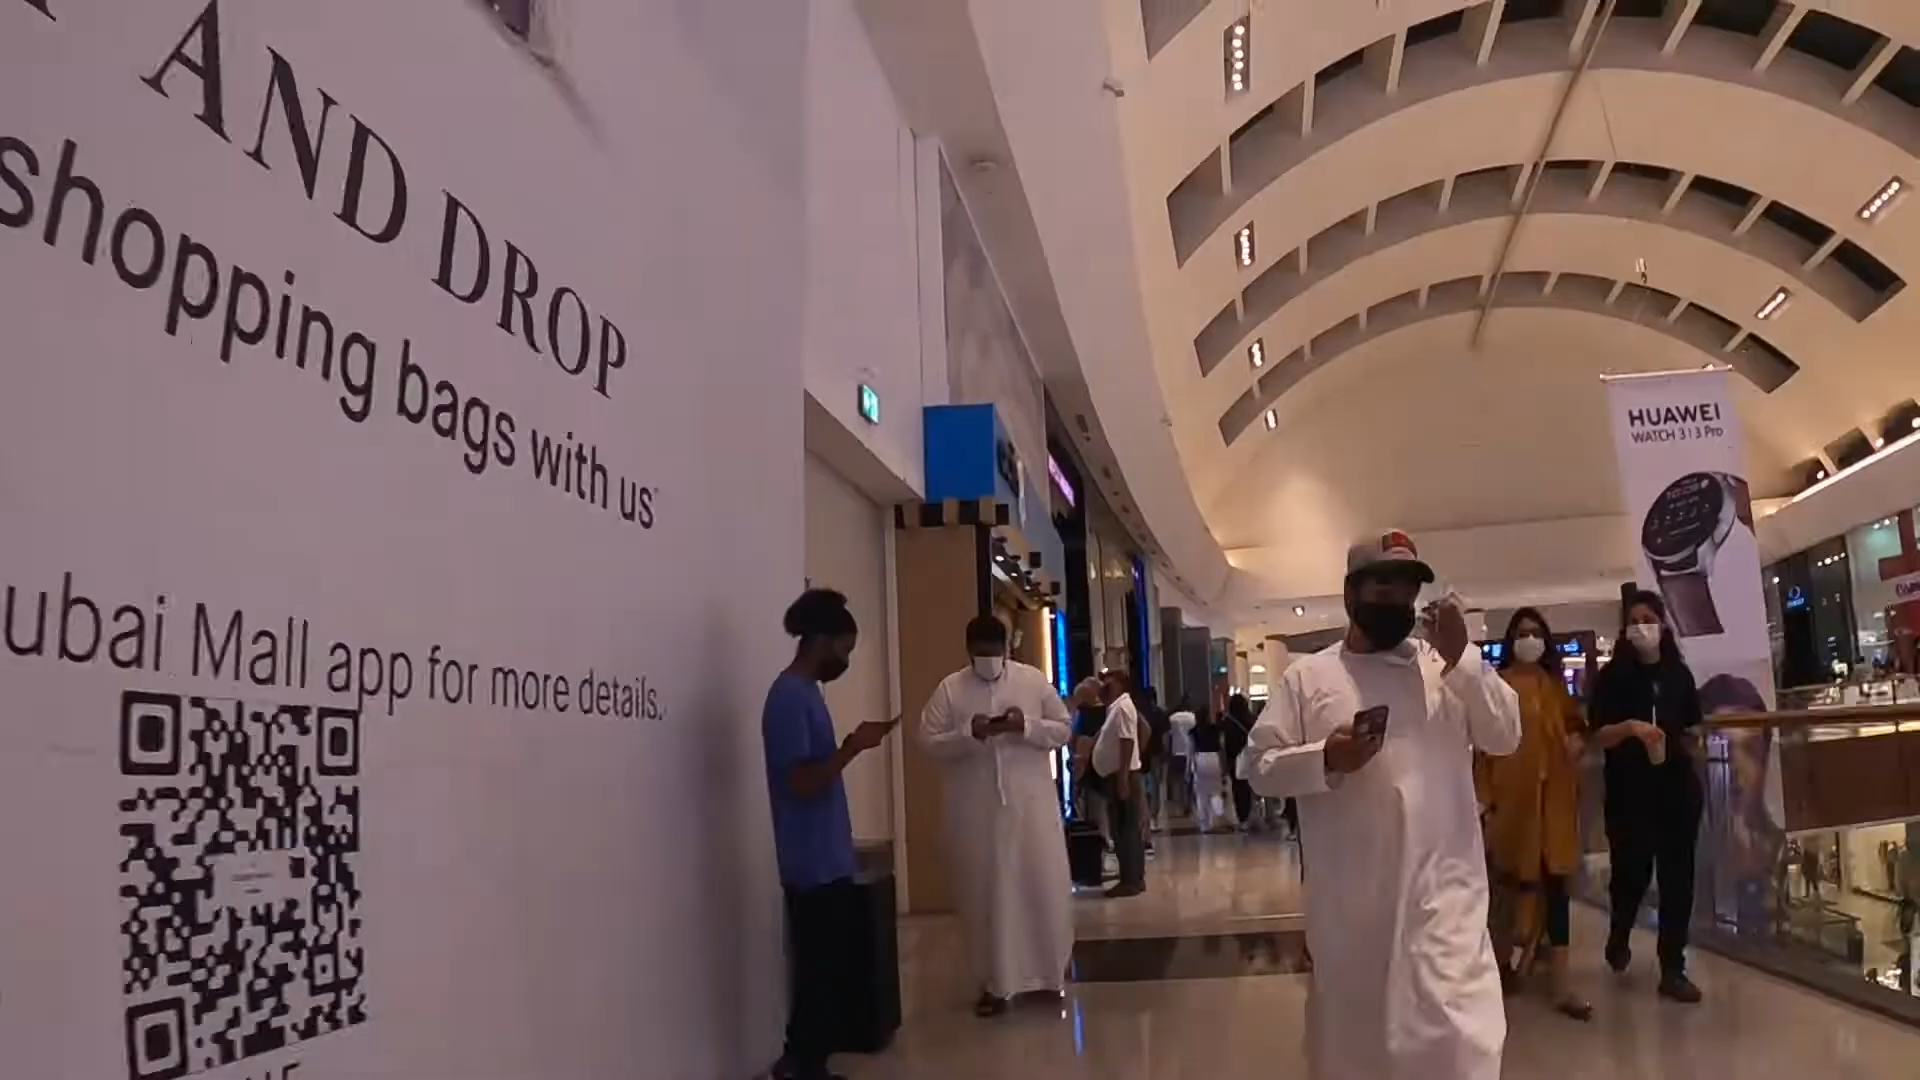 AND DROP
shopping bags with us
ubai Mall app for more details.
HUAWEI
WATCH 3 | 3 Pro